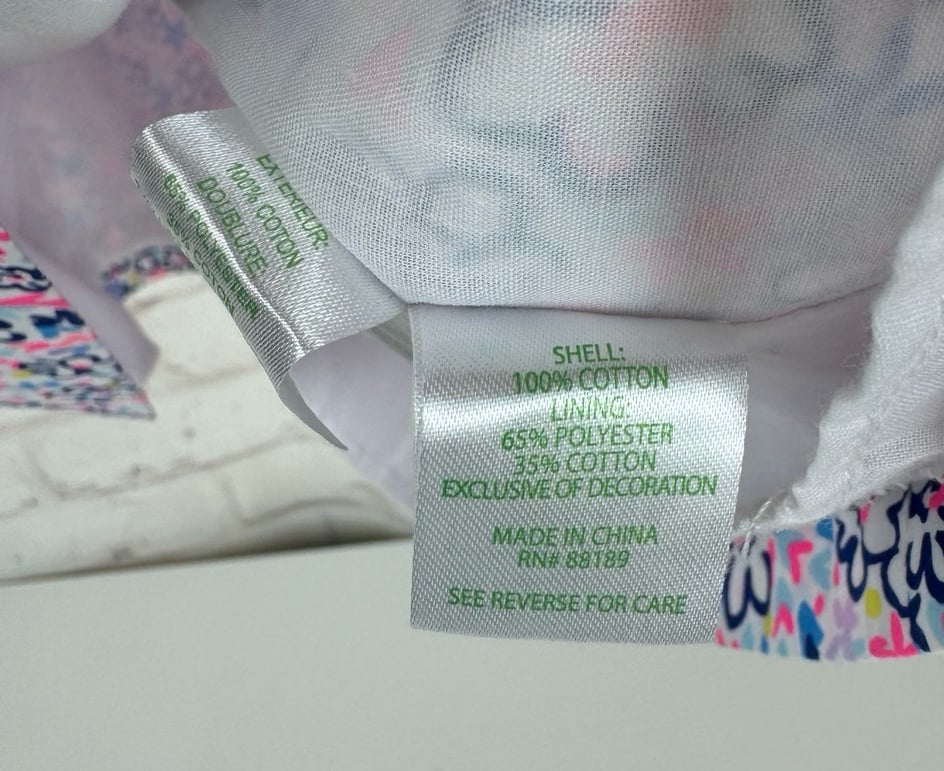 EXTÉRIEUR:
100% COTON
DOUBLURE:
SHELL:
100% COTTON
LINING:
65% POLYESTER
35% COTTON
EXCLUSIVE OF DECORATION
MADE IN CHINA
RN# 88189
SEE REVERSE FOR CARE